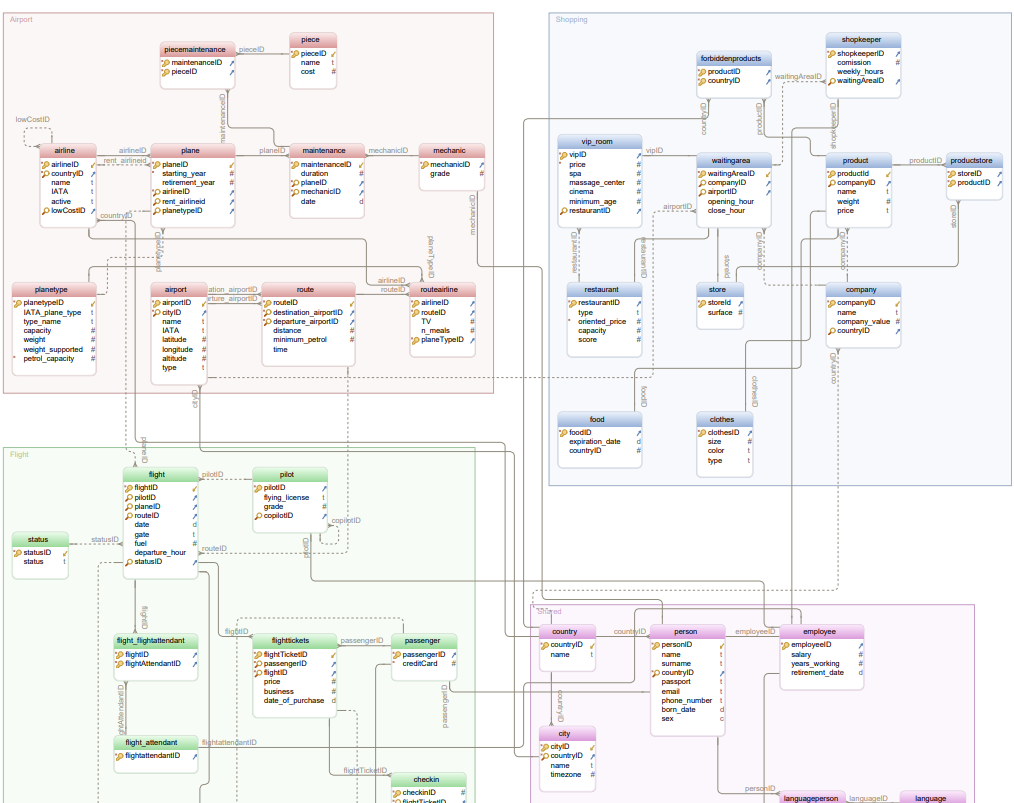 Airport
piecemaintenance
maintenanceID
pieceID
pieceID
piece
pieceID
name t
cost #
maintenanceID
lowCostID
airline
airlineID
countryID
name t
IATA t
active t
lowCostID
airlineID
rent_airlineid
plane
planeID
starting_year #
retirement_year #
airlineID
rent_airlineid
planetypeID
planeID
maintenance
maintenanceID
duration #
planeID
mechanicID
date d
mechanicID
mechanic
mechanicID
grade #
mechanicID
countryID
planetypeID
planeTypeID
airlineID
routeID
planetype
planetypeID
IATA_plane_type t
type_name t
capacity #
weight #
weight_supported #
petrol_capacity #
airport
airportID
cityID
name t
IATA t
latitude #
longitude #
altitude #
type t
ation_airportID
rture_airportID
route
routeID
destination_airportID
departure_airportID
distance #
minimum_petrol #
time
routeairline
airlineID
routeID
TV #
n_meals #
planeTypeID
cityID
Shopping
forbiddenproducts
productID
countryID
waitingAreaID
shopkeeper
shopkeeperID
comission #
weekly_hours
waitingAreaID
countryID
productID
shopkeeperID
vip_room
vipID
price #
spa
massage_center
cinema
minimum_age #
restaurantID
vipID
waitingarea
waitingAreaID
companyID
airportID
opening_hour
close_hour
product
productId
companyID
name t
weight #
price t
productID
productstore
storeID
productID
airportID
restaurantID
restaurantID
storeId
companyID
companyID
storeID
restaurant
restaurantID
type t
oriented_price #
capacity #
score #
store
storeId
surface #
company
companyID
name t
company_value #
countryID
countryID
foodID
clothesID
food
foodID
expiration_date d
countryID #
clothes
clothesID
size #
color t
type t
Flight
planeID
flight
flightID
pilotID
planeID
routeID
date d
gate t
fuel #
departure_hour
statusID
pilotID
pilot
pilotID
flying_license t
grade #
copilotID
copilotID
pilotID
routeID
status
statusID
status t
statusID
flightID
flight_flightattendant
flightID
flightAttendantID
flightID
flighttickets
flightTicketID
passengerID
flightID
price #
business #
date_of_purchase d
passengerID
passenger
passengerID
creditCard #
passengerID
ghtAttendantID
flight_attendant
flightattendantID
flightattendantID
flightTicketID
checkin
checkinID #
flightTicketID
Shared
country
countryID
name t
countryID
person
personID
name t
surname t
countryID
passport t
email t
phone_number t
born_date d
sex c
employeeID
employee
employeeID
salary #
years_working #
retirement_date d
countryID
city
cityID
countryID
name t
timezone #
personID
languageperson
languageID
language